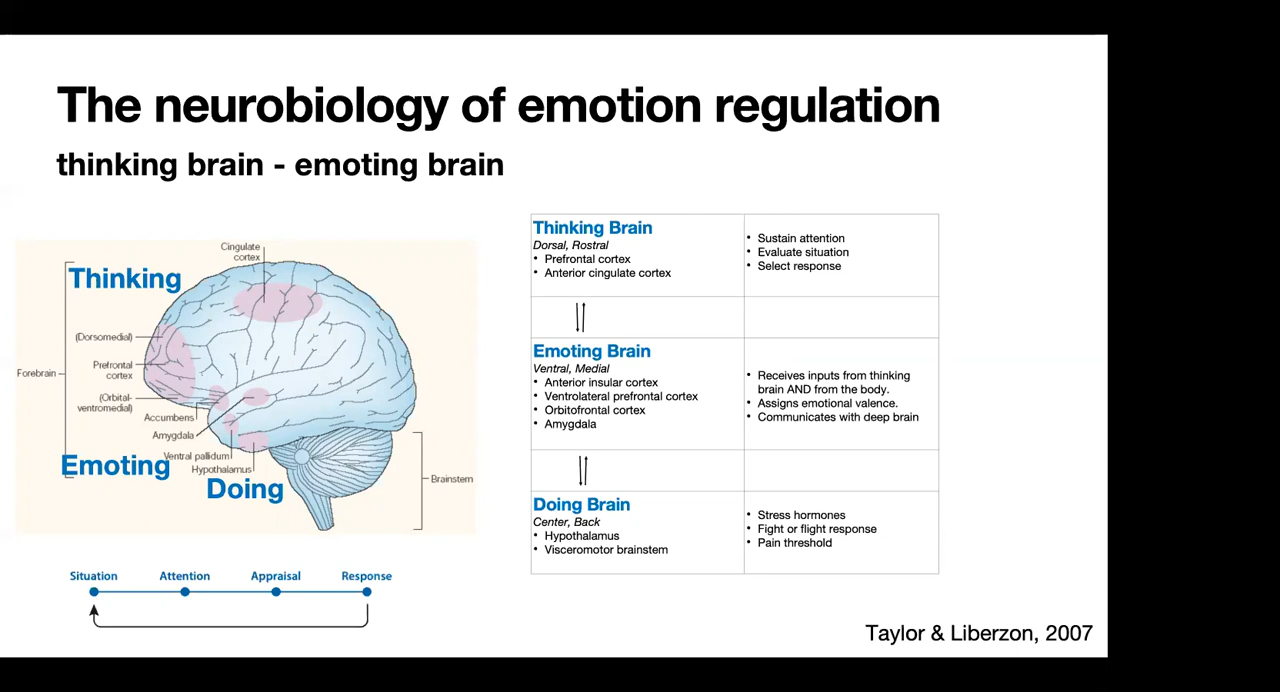 The neurobiology of emotion regulation
thinking brain - emoting brain
Cingulate
cortex
Thinking
(Dorsomedial)
Prefrontal
cortex
Forebrain
(Orbital-
ventromedial)
Accumbens
Amygdala
Ventral pallidum
Emoting
Hypothalamus
Doing
Brainstem
Situation Attention Appraisal Response
Thinking Brain
Dorsal, Rostral
• Prefrontal cortex
• Anterior cingulate cortex
• Sustain attention
• Evaluate situation
• Select response
Emoting Brain
Ventral, Medial
• Anterior insular cortex
• Ventrolateral prefrontal cortex
• Orbitofrontal cortex
• Amygdala
• Receives inputs from thinking
brain AND from the body.
• Assigns emotional valence.
• Communicates with deep brain
Doing Brain
Center, Back
• Hypothalamus
• Visceromotor brainstem
• Stress hormones
• Fight or flight response
• Pain threshold
Taylor & Liberzon, 2007